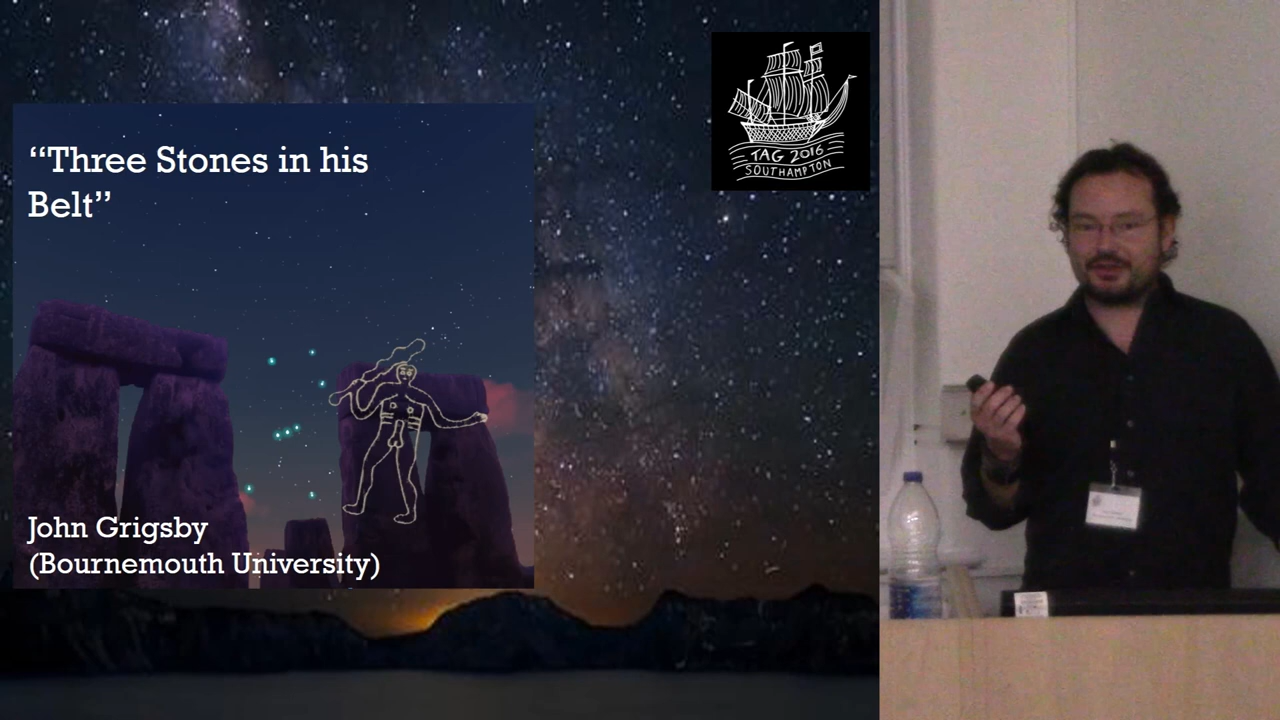 “Three Stones in his
Belt”
TAG 2016
SOUTHAMPTON
John Grigsby
(Bournemouth University)